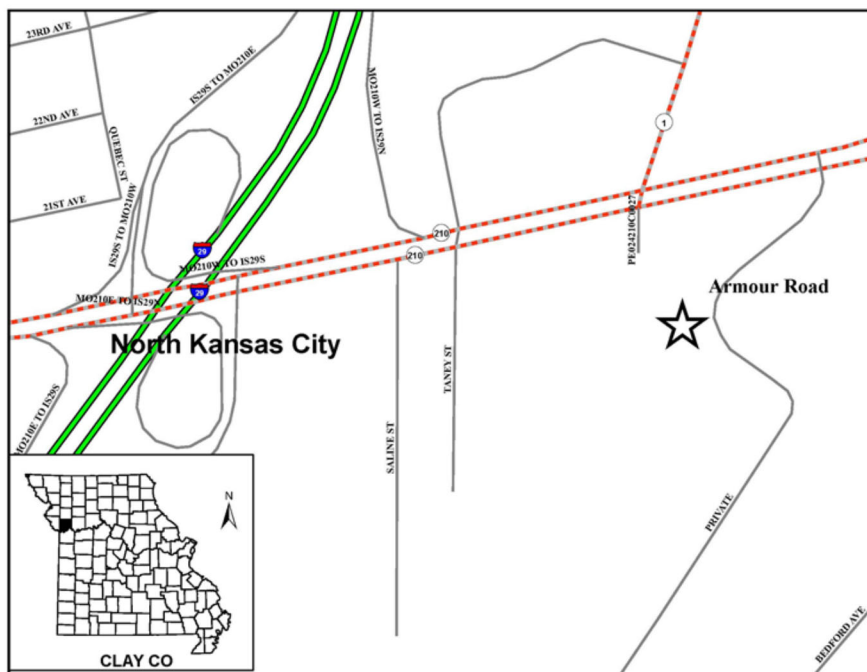 23RD AVE
IS29S TO MO210E
MO210W TO IS29N
22ND AVE
QUEBEC ST
1
21ST AVE
IS29S TO MO210W
PE024210C0027
210
210
29
MO210W TO IS29S
29
MO210E TO IS29N
Armour Road
North Kansas City
TANEY ST
MO210E TO IS29S
SALINE ST
PRIVATE
N
BEDFORD AVE
CLAY CO